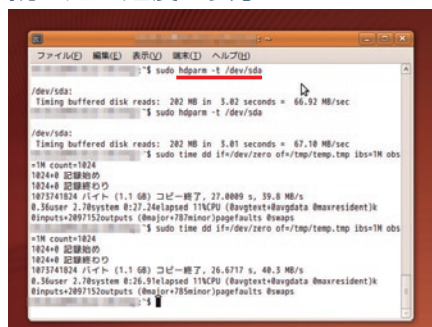 ファイル(F) 編集(E) 表示(V) 端末(T) ヘルプ(H)
:~$ sudo hdparm -t /dev/sda
/dev/sda:
Timing buffered disk reads: 202 MB in 3.02 seconds = 66.92 MB/sec
:~$ sudo hdparm -t /dev/sda
/dev/sda:
Timing buffered disk reads: 202 MB in 3.01 seconds = 67.10 MB/sec
:~$ sudo time dd if=/dev/zero of=/tmp/temp.tmp ibs=1M obs
=1M count=1024
1024+0 記録始め
1024+0 記録終わり
1073741824 バイト (1.1 GB) コピー終了, 27.0009 s, 39.8 MB/s
0.36user 2.70system 0:27.24elapsed 11%CPU (0avgtext+0avgdata 0maxresident)k
0inputs+2097152outputs (0major+787minor)pagefaults 0swaps
:~$ sudo time dd if=/dev/zero of=/tmp/temp.tmp ibs=1M obs
=1M count=1024
1024+0 記録始め
1024+0 記録終わり
1073741824 バイト (1.1 GB) コピー終了, 26.6717 s, 40.3 MB/s
0.36user 2.78system 0:26.91elapsed 11%CPU (0avgtext+0avgdata 0maxresident)k
0inputs+2097152outputs (0major+785minor)pagefaults 0swaps
:~$